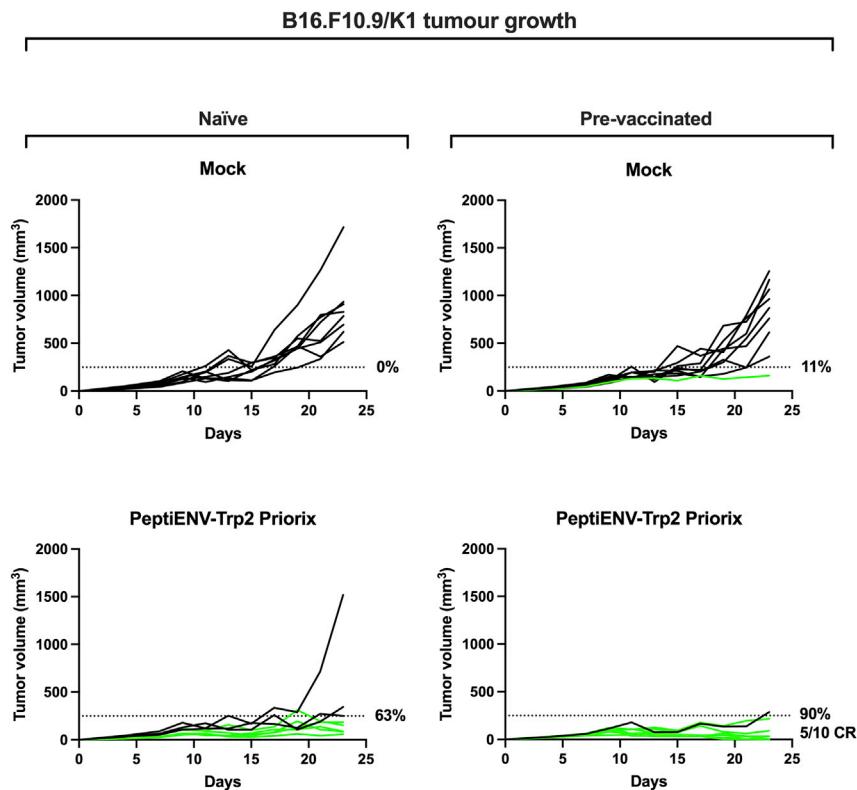 B16.F10.9/K1 tumour growth
Naïve
Pre-vaccinated
Mock
Tumor volume (mm³)
2000
1500
1000
500
0
0 5 10 15 20 25
Days
0%
Mock
Tumor volume (mm³)
2000
1500
1000
500
0
0 5 10 15 20 25
Days
11%
PeptiENV-Trp2 Priorix
Tumor volume (mm³)
2000
1500
1000
500
0
0 5 10 15 20 25
Days
63%
PeptiENV-Trp2 Priorix
Tumor volume (mm³)
2000
1500
1000
500
0
0 5 10 15 20 25
Days
90%
5/10 CR